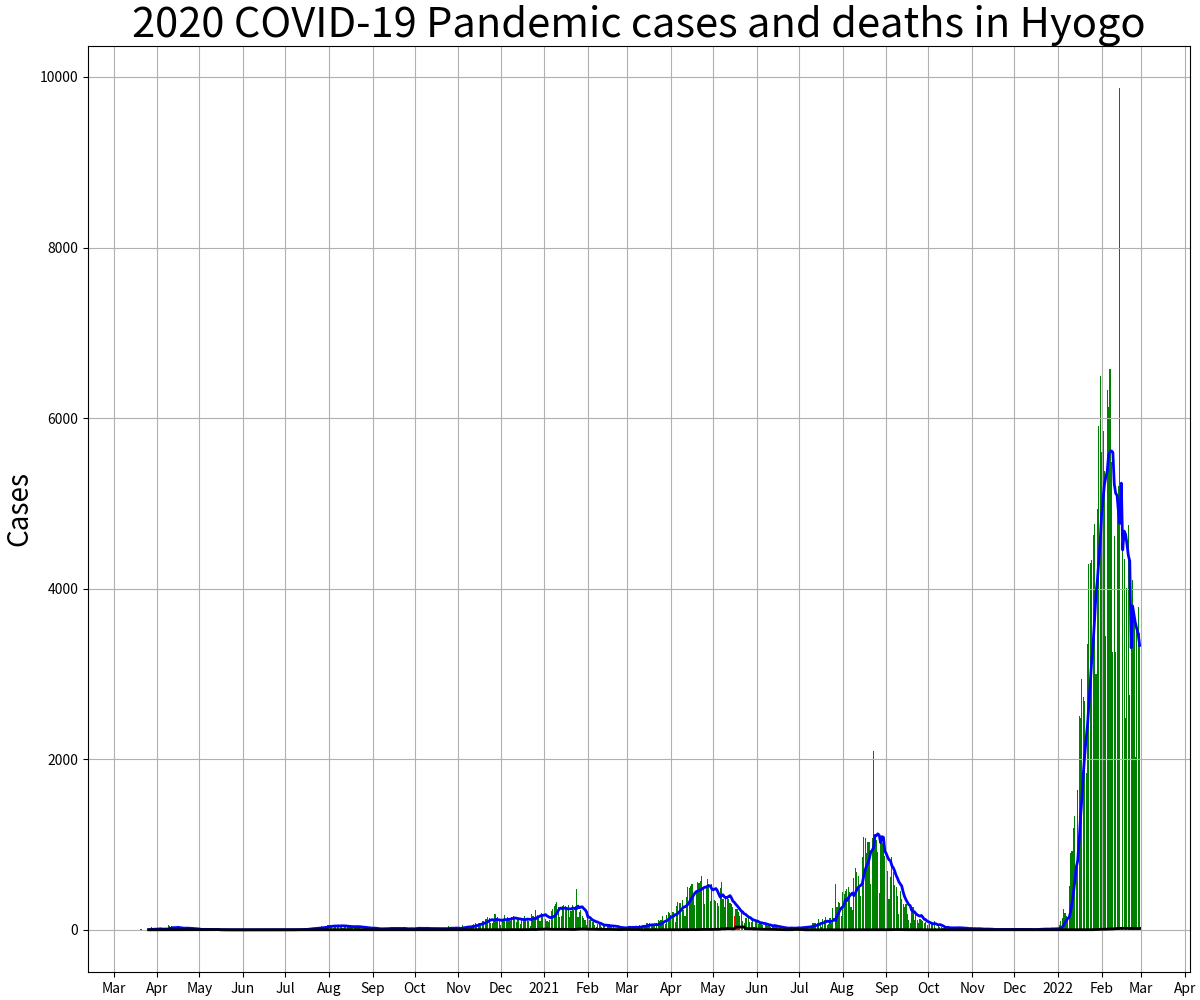 2020 COVID-19 Pandemic cases and deaths in Hyogo
Cases
10000
8000
6000
4000
2000
0
Mar Apr May Jun Jul Aug Sep Oct Nov Dec 2021 Feb Mar Apr May Jun Jul Aug Sep Oct Nov Dec 2022 Feb Mar Apr